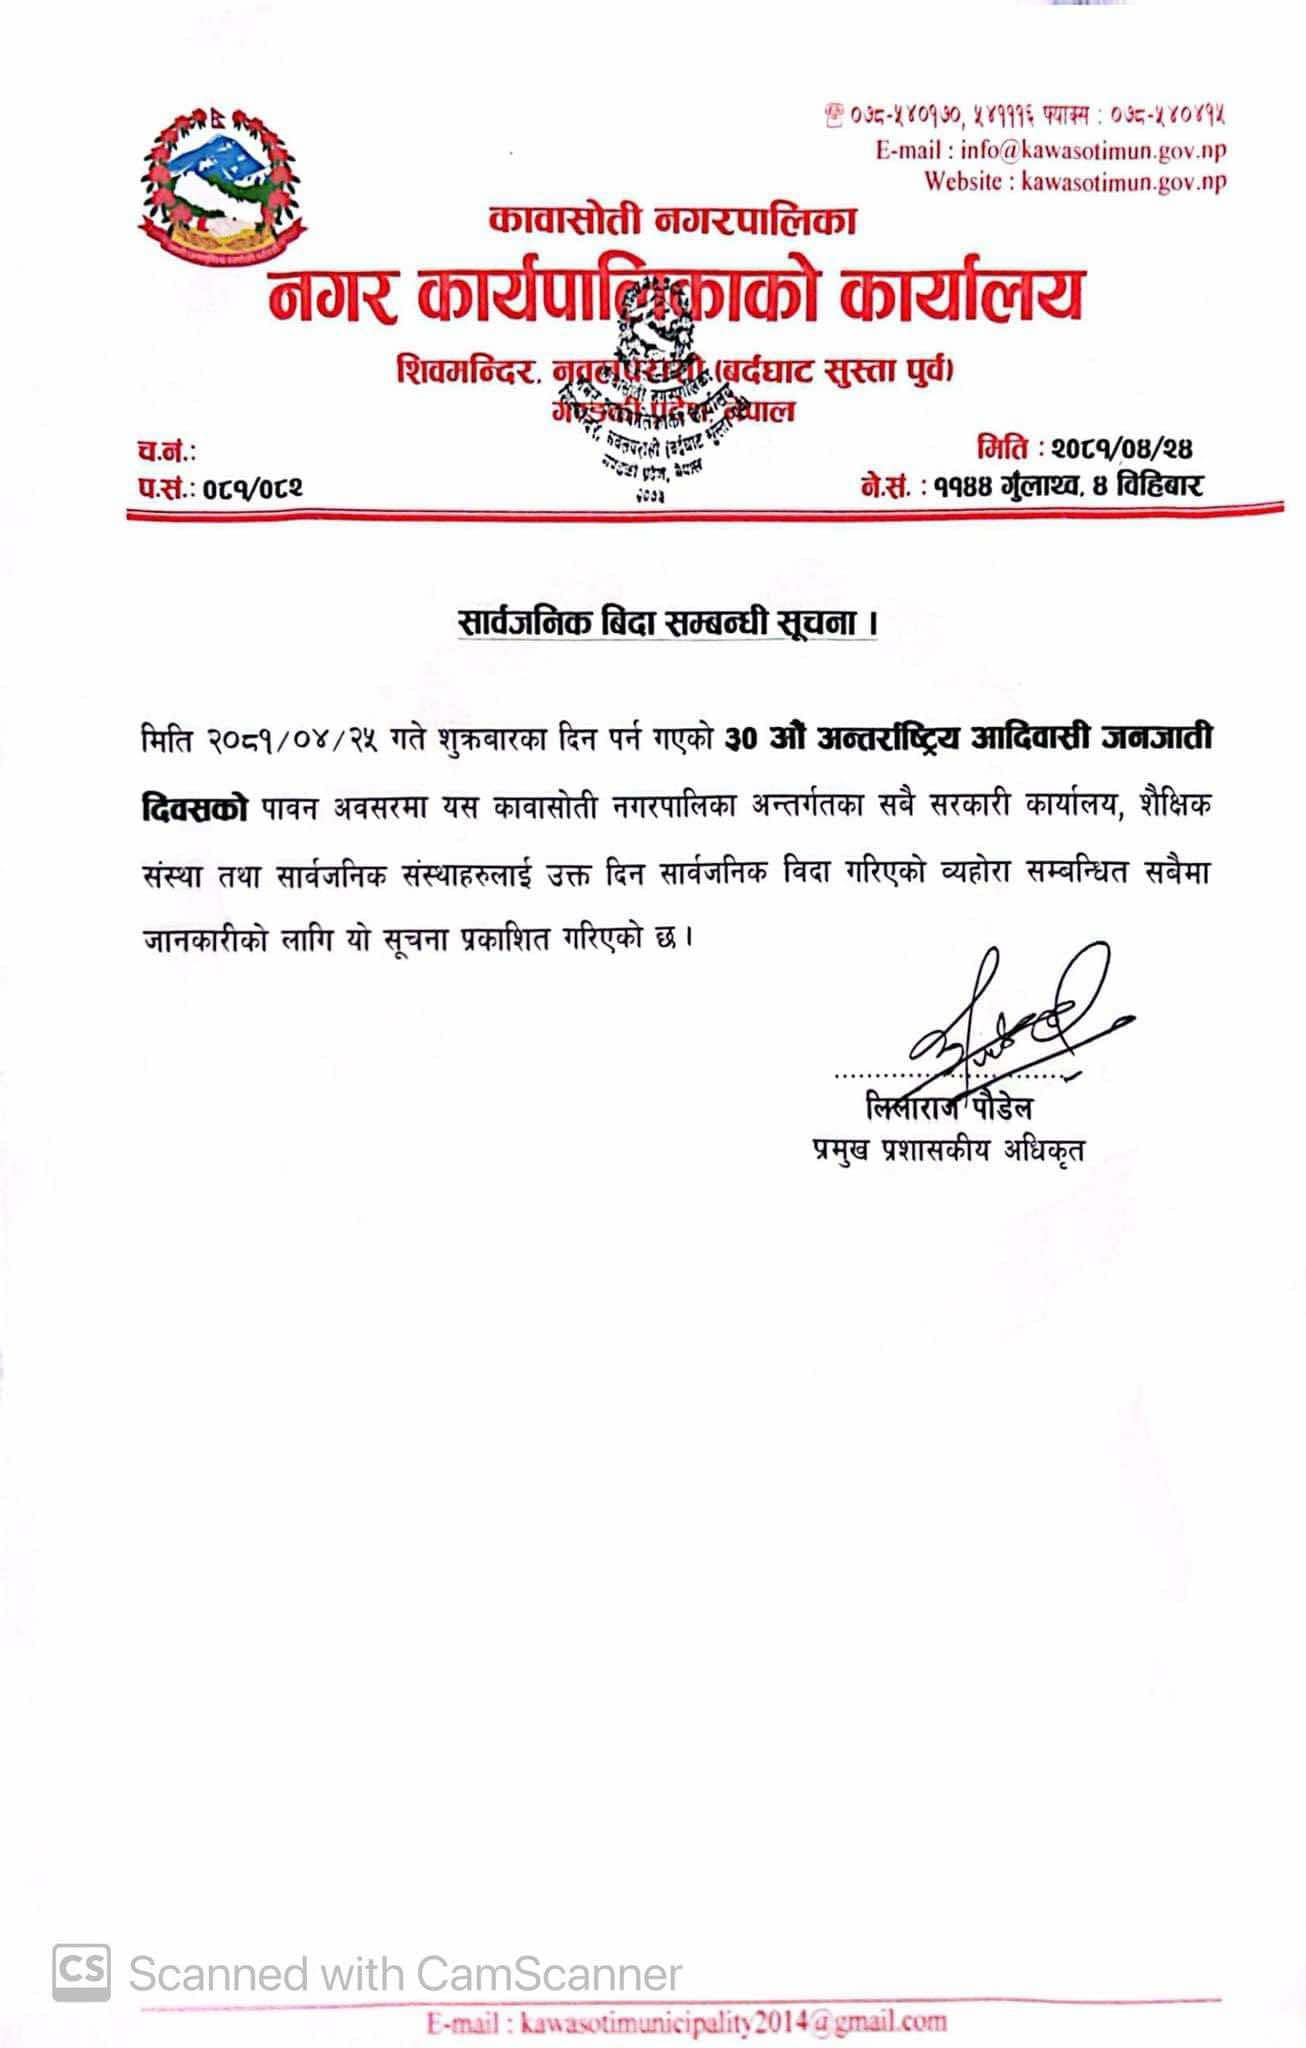 ☎ ०७८-५४०१७०, ५४१११६ फ्याक्स : ०७८-५४०४१५
E-mail : info@kawasotimun.gov.np
Website : kawasotimun.gov.np
कावासोती नगरपालिका
नगर कार्यपालिकाको कार्यालय
शिवमन्दिर, नवलपरासी (बर्दघाट सुस्ता पुर्व)
गण्डकी प्रदेश, नेपाल
च.नं.:
मिति : २०८१/०४/२४
प.सं.: ०८१/०८२
ने.सं. : ११४४ गुंलाथ्व, ४ विहिबार
सार्वजनिक बिदा सम्बन्धी सूचना ।
मिति २०८१/०४/२५ गते शुक्रबारका दिन पर्न गएको ३० औं अन्तर्राष्ट्रिय आदिवासी जनजाती
दिवसको पावन अवसरमा यस कावासोती नगरपालिका अन्तर्गतका सबै सरकारी कार्यालय, शैक्षिक
संस्था तथा सार्वजनिक संस्थाहरुलाई उक्त दिन सार्वजनिक विदा गरिएको व्यहोरा सम्बन्धित सबैमा
जानकारीको लागि यो सूचना प्रकाशित गरिएको छ ।
लिलाराज पौडेल
प्रमुख प्रशासकीय अधिकृत
CS Scanned with CamScanner
E-mail : kawasotimunicipality2014@gmail.com